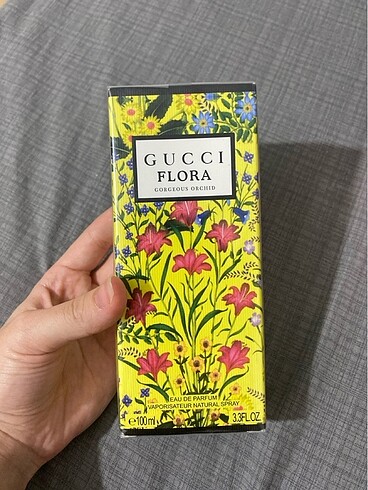 GUCCI
FLORA
GORGEOUS ORCHID
EAU DE PARFUM
VAPORISATEUR NATURAL SPRAY
℮100ml 3.3FL.OZ